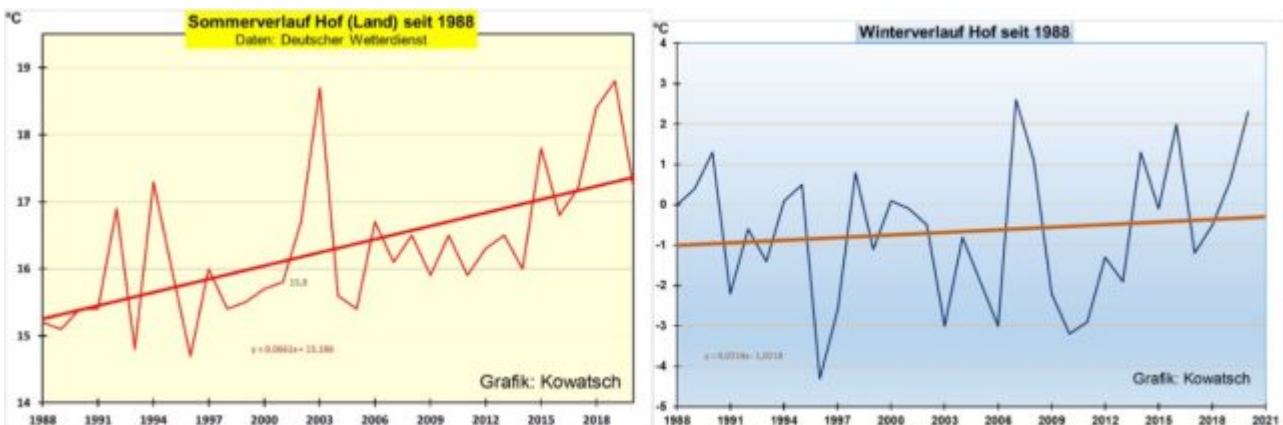 °C
Sommerverlauf Hof (Land) seit 1988
Daten: Deutscher Wetterdienst
19
18
17
16
15
14
15,8
Grafik: Kowatsch
1988 1991 1994 1997 2000 2003 2006 2009 2012 2015 2018
°C
Winterverlauf Hof seit 1988
4
3
2
1
0
-1
-2
-3
-4
-5
Grafik: Kowatsch
1988 1991 1994 1997 2000 2003 2006 2009 2012 2015 2018 2021